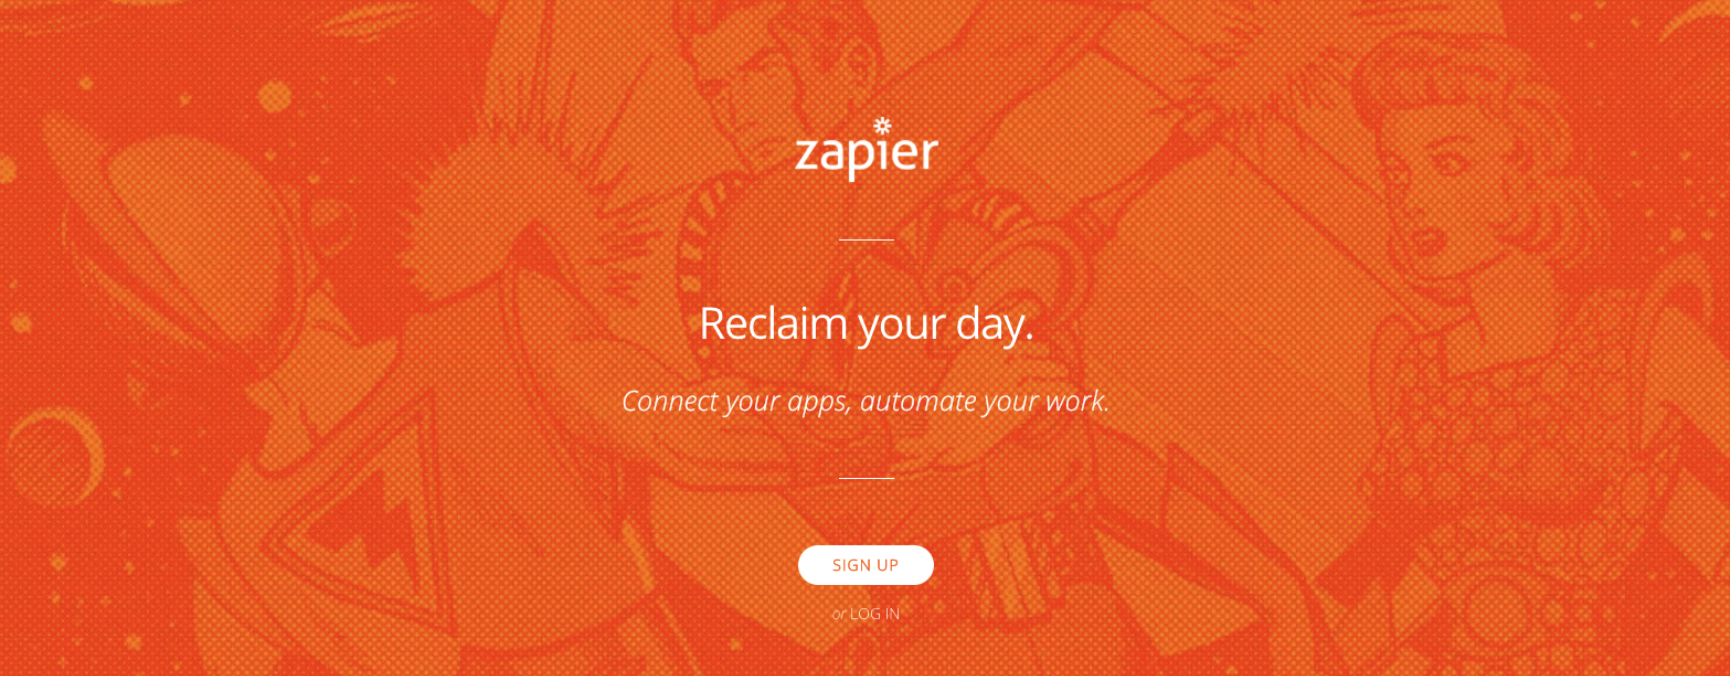 zapier
Reclaim your day.
Connect your apps, automate your work.
SIGN UP
or LOG IN